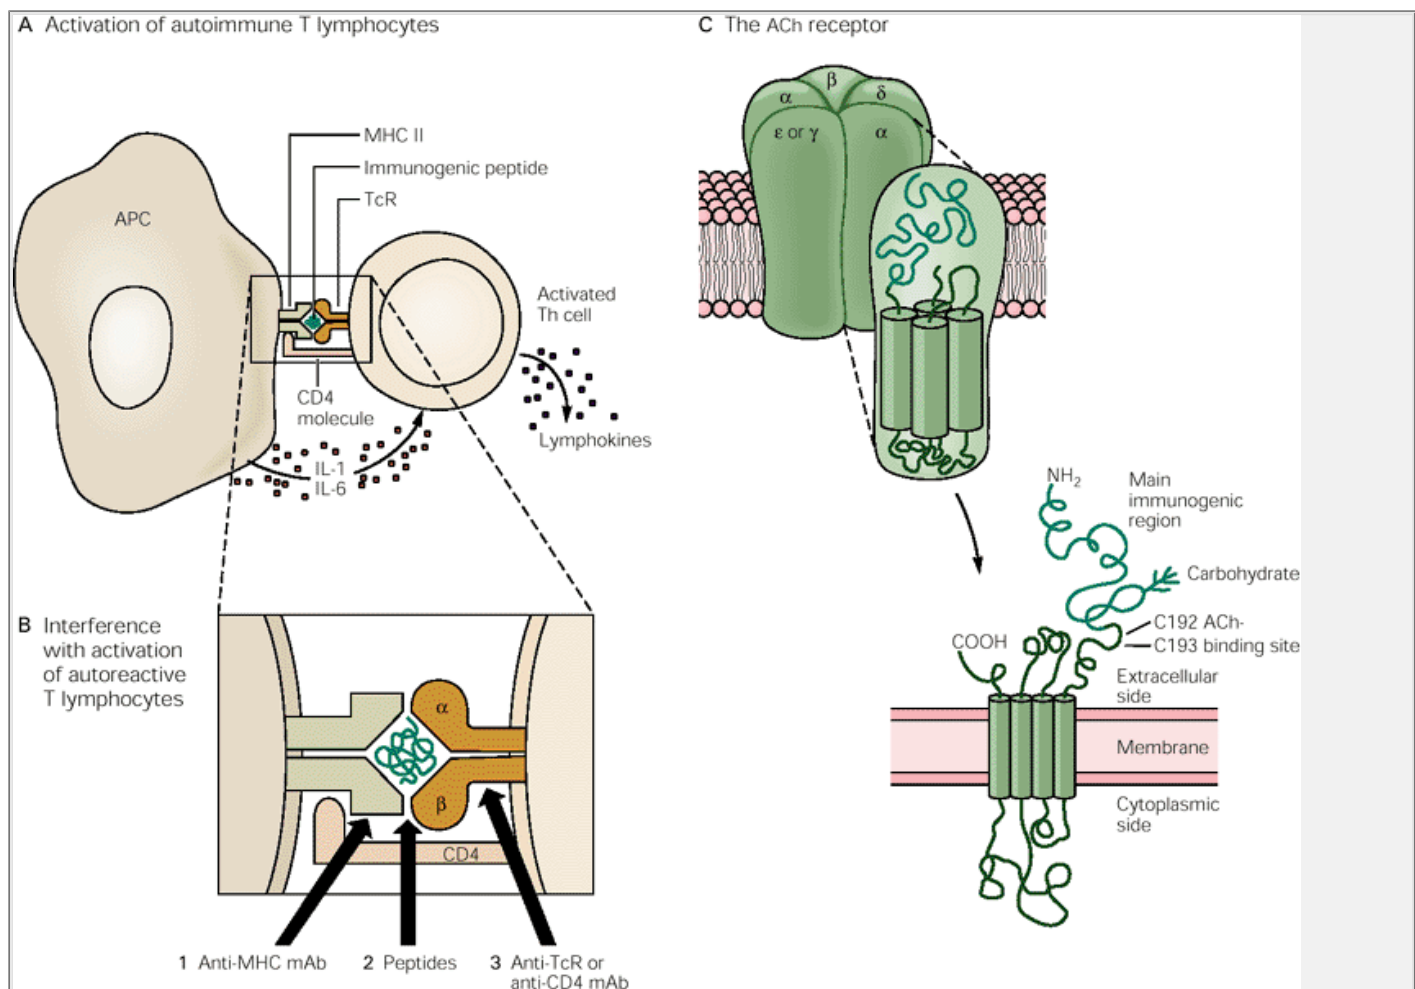 A Activation of autoimmune T lymphocytes
MHC II
Immunogenic peptide
TcR
APC
Activated
Th cell
CD4
molecule
Lymphokines
IL-1
IL-6
B Interference
with activation
of autoreactive
T lymphocytes
α
β
CD4
1 Anti-MHC mAb
2 Peptides
3 Anti-TcR or
anti-CD4 mAb
C The ACh receptor
β
α
δ
ε or γ
α
NH2
Main
immunogenic
region
Carbohydrate
C192 ACh-
C193 binding site
COOH
Extracellular
side
Membrane
Cytoplasmic
side